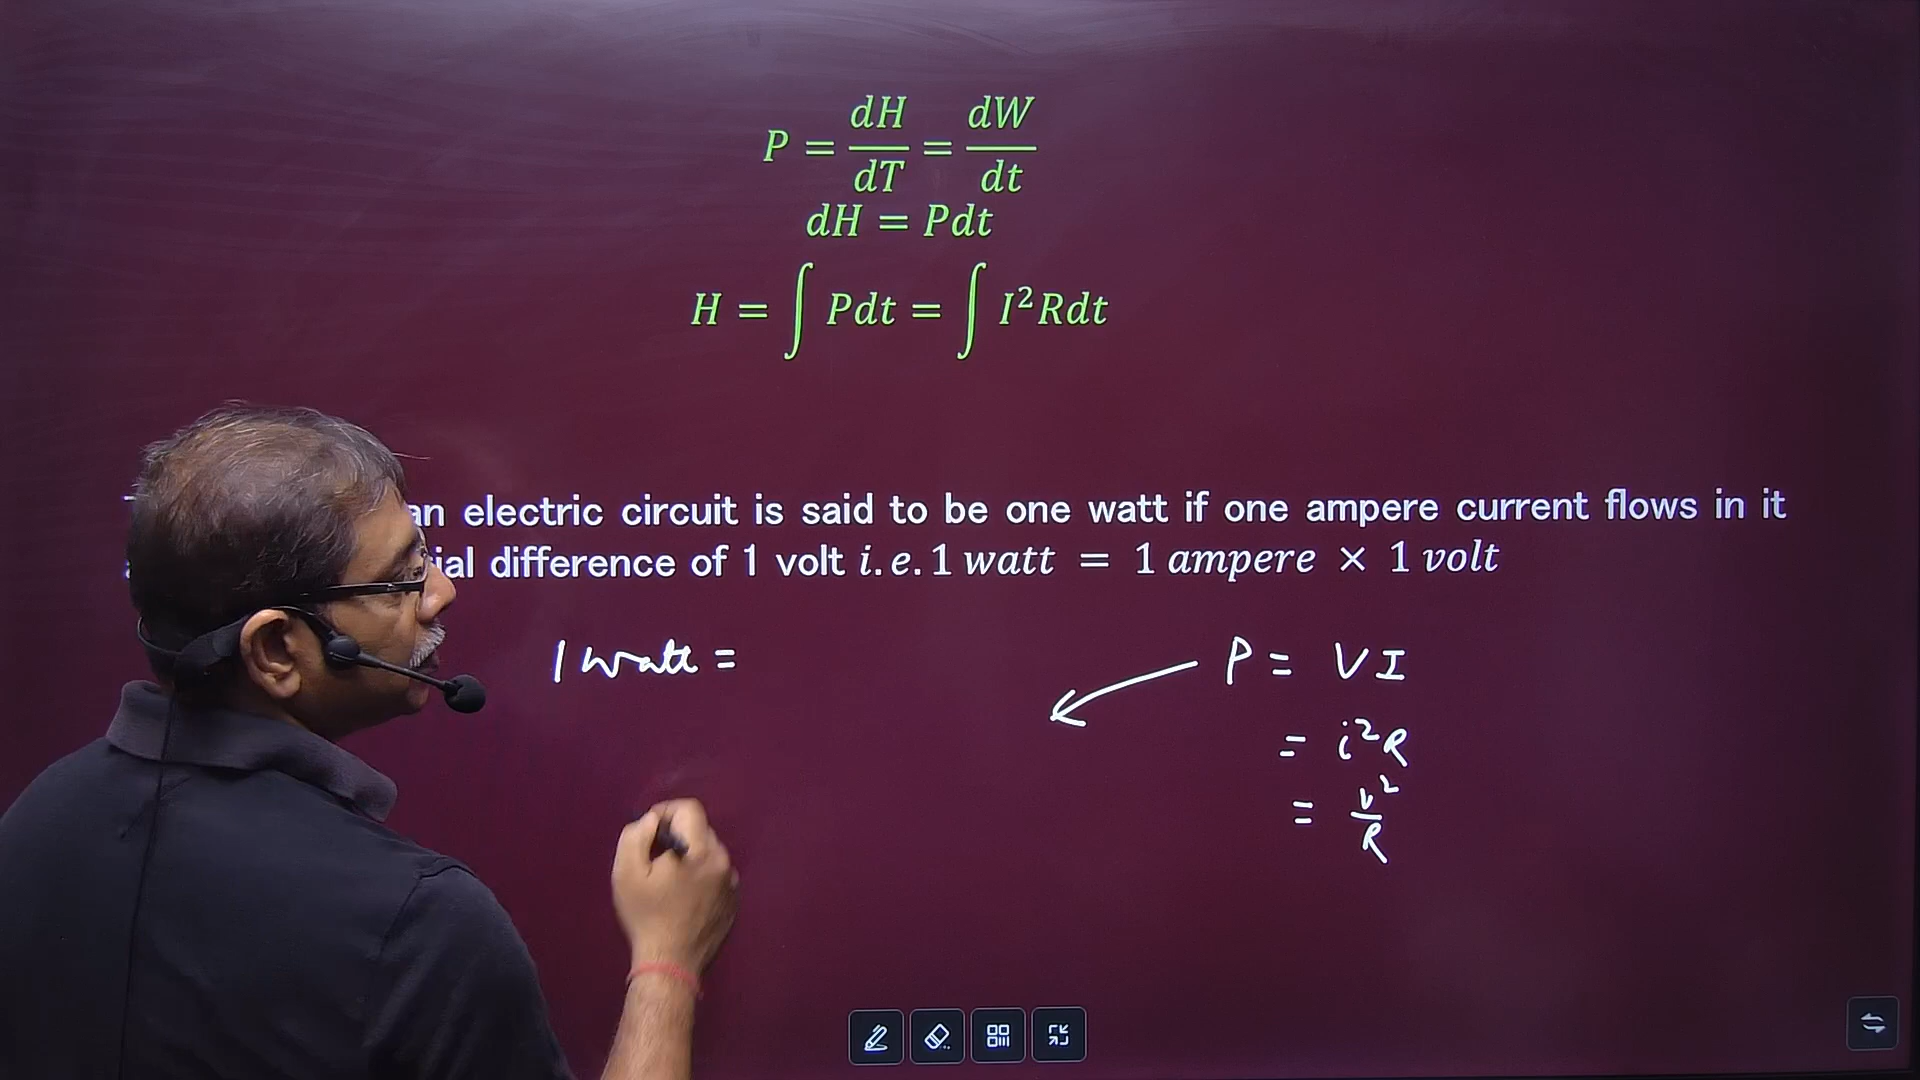 P = dH/dT = dW/dt
dH = Pdt
H = ∫ Pdt = ∫ I²Rdt
an electric circuit is said to be one watt if one ampere current flows in it
difference of 1 volt i.e. 1 watt = 1 ampere × 1 volt
1 watt =
P = VI
= i²R
= V²/R